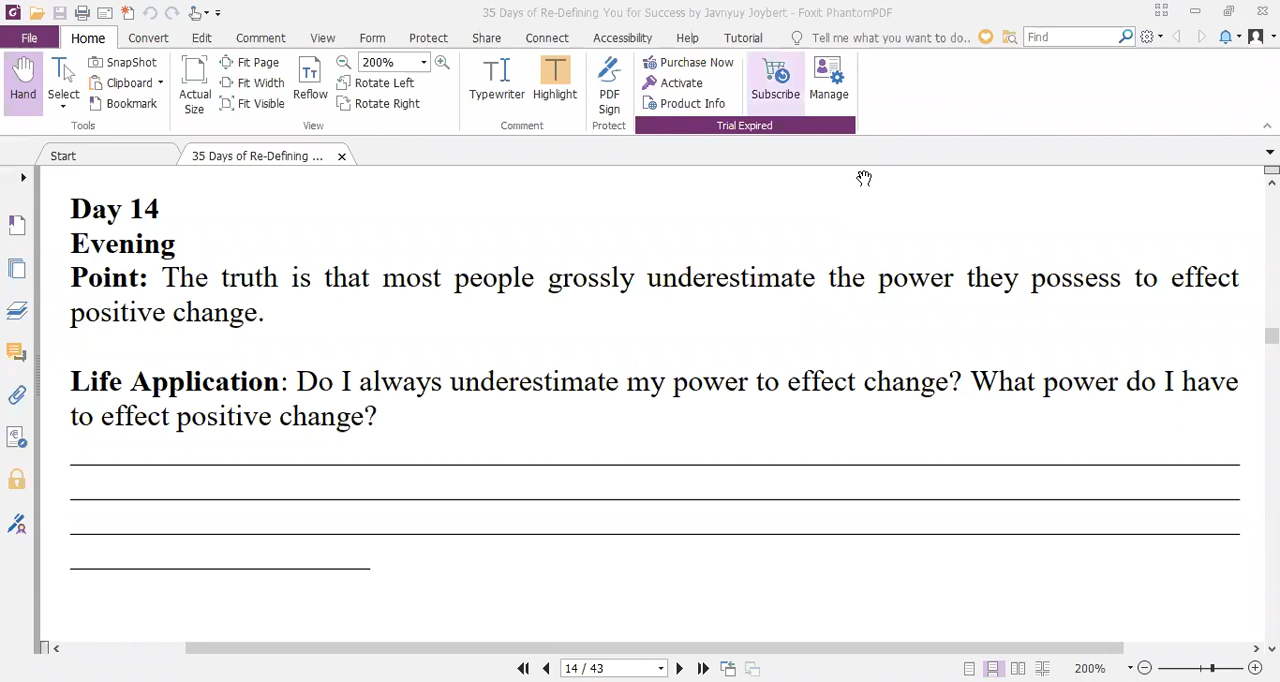 35 Days of Re-Defining You for Success by Javnyuy Joybert - Foxit PhantomPDF
File Home Convert Edit Comment View Form Protect Share Connect Accessibility Help Tutorial Tell me what you want to do.. Find
SnapShot Fit Page 200% Purchase Now
Clipboard Fit Width Rotate Left Activate
Hand Select Bookmark Actual Size Fit Visible Reflow Rotate Right Typewriter Highlight PDF Sign Product Info Subscribe Manage
Tools View Comment Protect Trial Expired
Start 35 Days of Re-Defining ...
Day 14
Evening
Point: The truth is that most people grossly underestimate the power they possess to effect
positive change.
Life Application: Do I always underestimate my power to effect change? What power do I have
to effect positive change?
14 / 43 200%